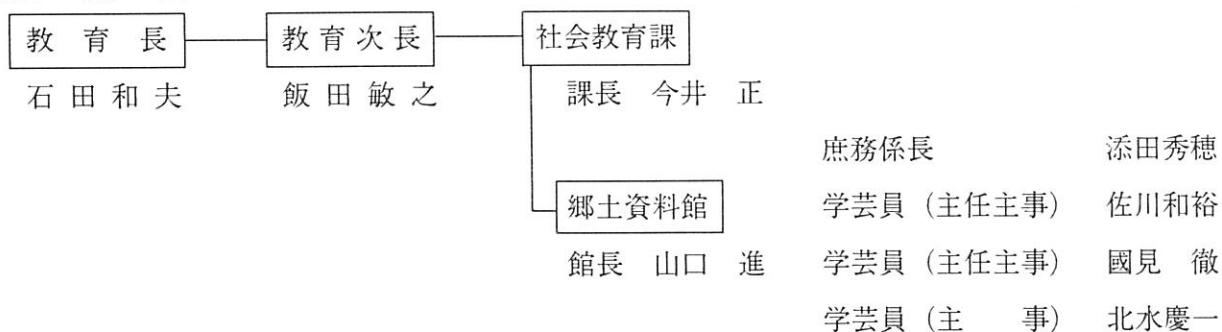 教育長 教育次長 社会教育課
石田和夫 飯田敏之 課長 今井 正
庶務係長 添田秀穂
郷土資料館 学芸員（主任主事） 佐川和裕
館長 山口 進 学芸員（主任主事） 國見 徹
学芸員（主 事） 北水慶一